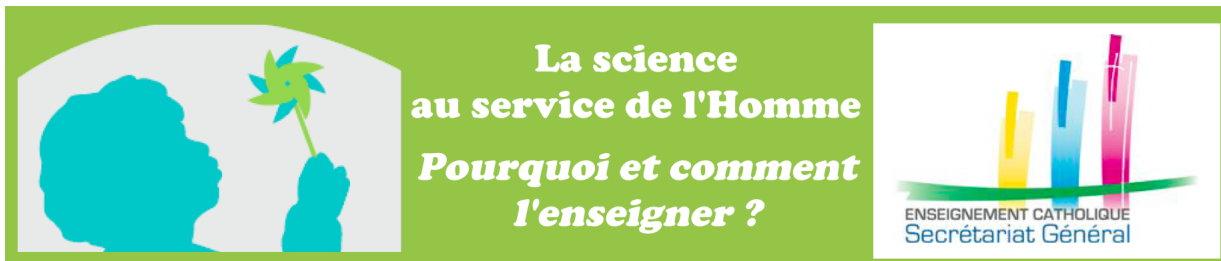 La science
au service de l'Homme
Pourquoi et comment
l'enseigner ?
ENSEIGNEMENT CATHOLIQUE
Secrétariat Général